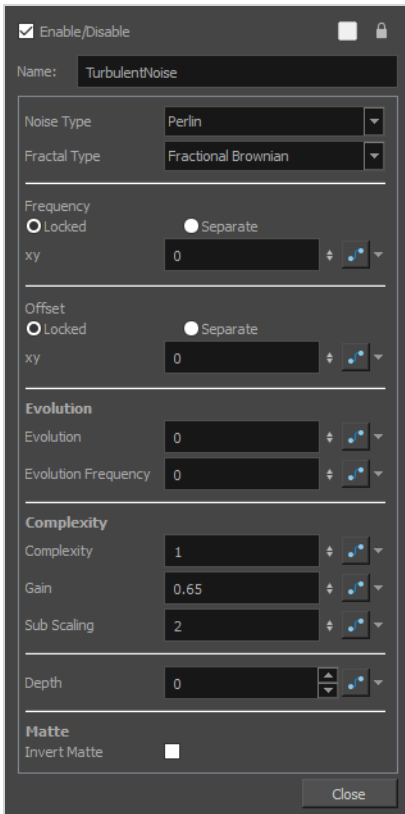 Enable/Disable
Name: TurbulentNoise
Noise Type Perlin
Fractal Type Fractional Brownian
Frequency
Locked Separate
xy 0
Offset
Locked Separate
xy 0
Evolution
Evolution 0
Evolution Frequency 0
Complexity
Complexity 1
Gain 0.65
Sub Scaling 2
Depth 0
Matte
Invert Matte
Close